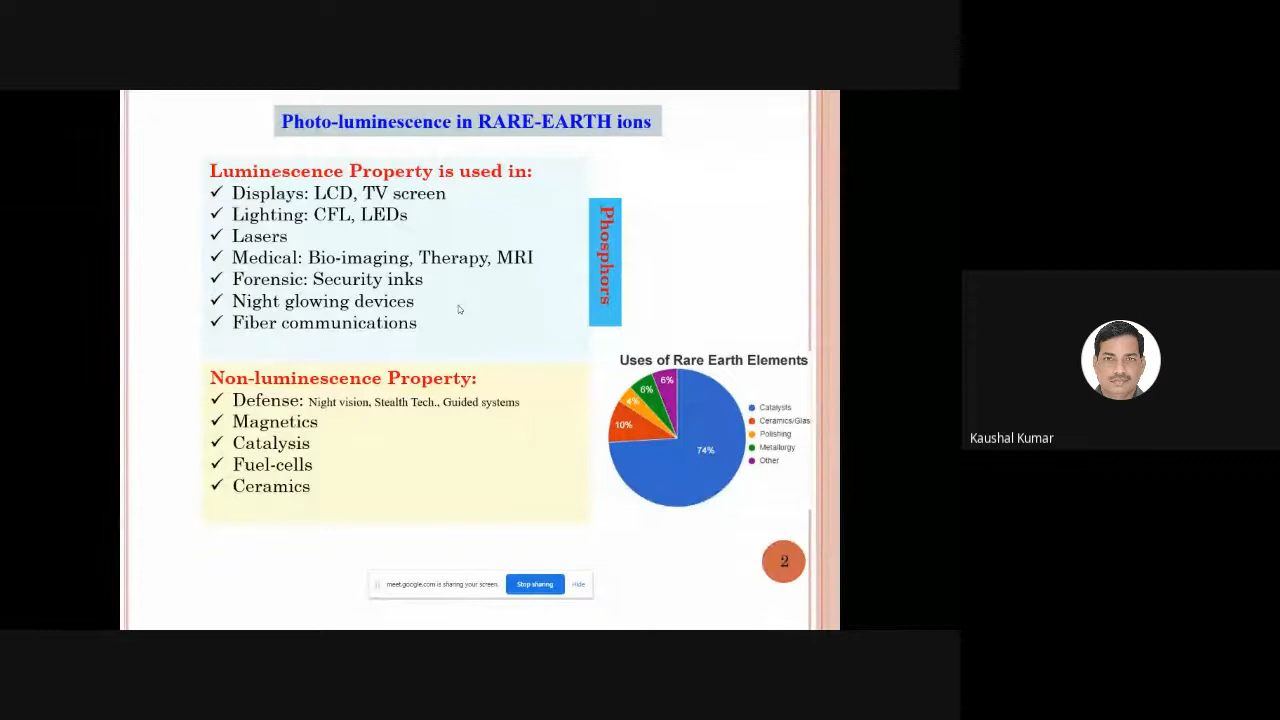 Photo-luminescence in RARE-EARTH ions
Luminescence Property is used in:
✓ Displays: LCD, TV screen
✓ Lighting: CFL, LEDs
✓ Lasers
✓ Medical: Bio-imaging, Therapy, MRI
✓ Forensic: Security inks
✓ Night glowing devices
✓ Fiber communications
Phosphors
Non-luminescence Property:
✓ Defense: Night vision, Stealth Tech., Guided systems
✓ Magnetics
✓ Catalysis
✓ Fuel-cells
✓ Ceramics
Uses of Rare Earth Elements
6%
6%
4%
10%
74%
Catalysts
Ceramics/Glas
Polishing
Metallurgy
Other
2
meet.google.com is sharing your screen.
Stop sharing
Hide
Kaushal Kumar